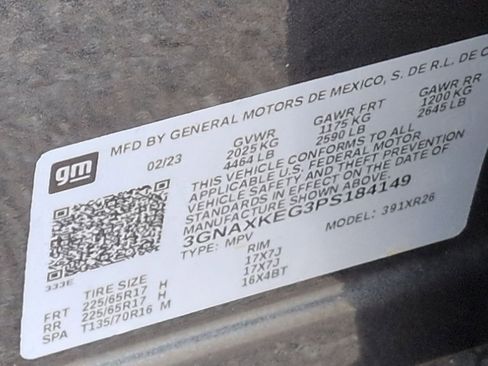 gm
MFD BY GENERAL MOTORS DE MEXICO, S. DE R.L. DE C
02/23
GVWR GAWR FRT GAWR RR
2025 KG 1175 KG 1200 KG
4464 LB 2590 LB 2645 LB
THIS VEHICLE CONFORMS TO ALL
APPLICABLE U.S. FEDERAL MOTOR
VEHICLE SAFETY AND THEFT PREVENTION
STANDARDS IN EFFECT ON THE DATE OF
MANUFACTURE SHOWN ABOVE.
3GNAXKEG3PS184149
TYPE: MPV MODEL: 391XR26
333E
TIRE SIZE RIM
FRT 225/65R17 H 17X7J
RR 225/65R17 H 17X7J
SPA T135/70R16 M 16X4BT